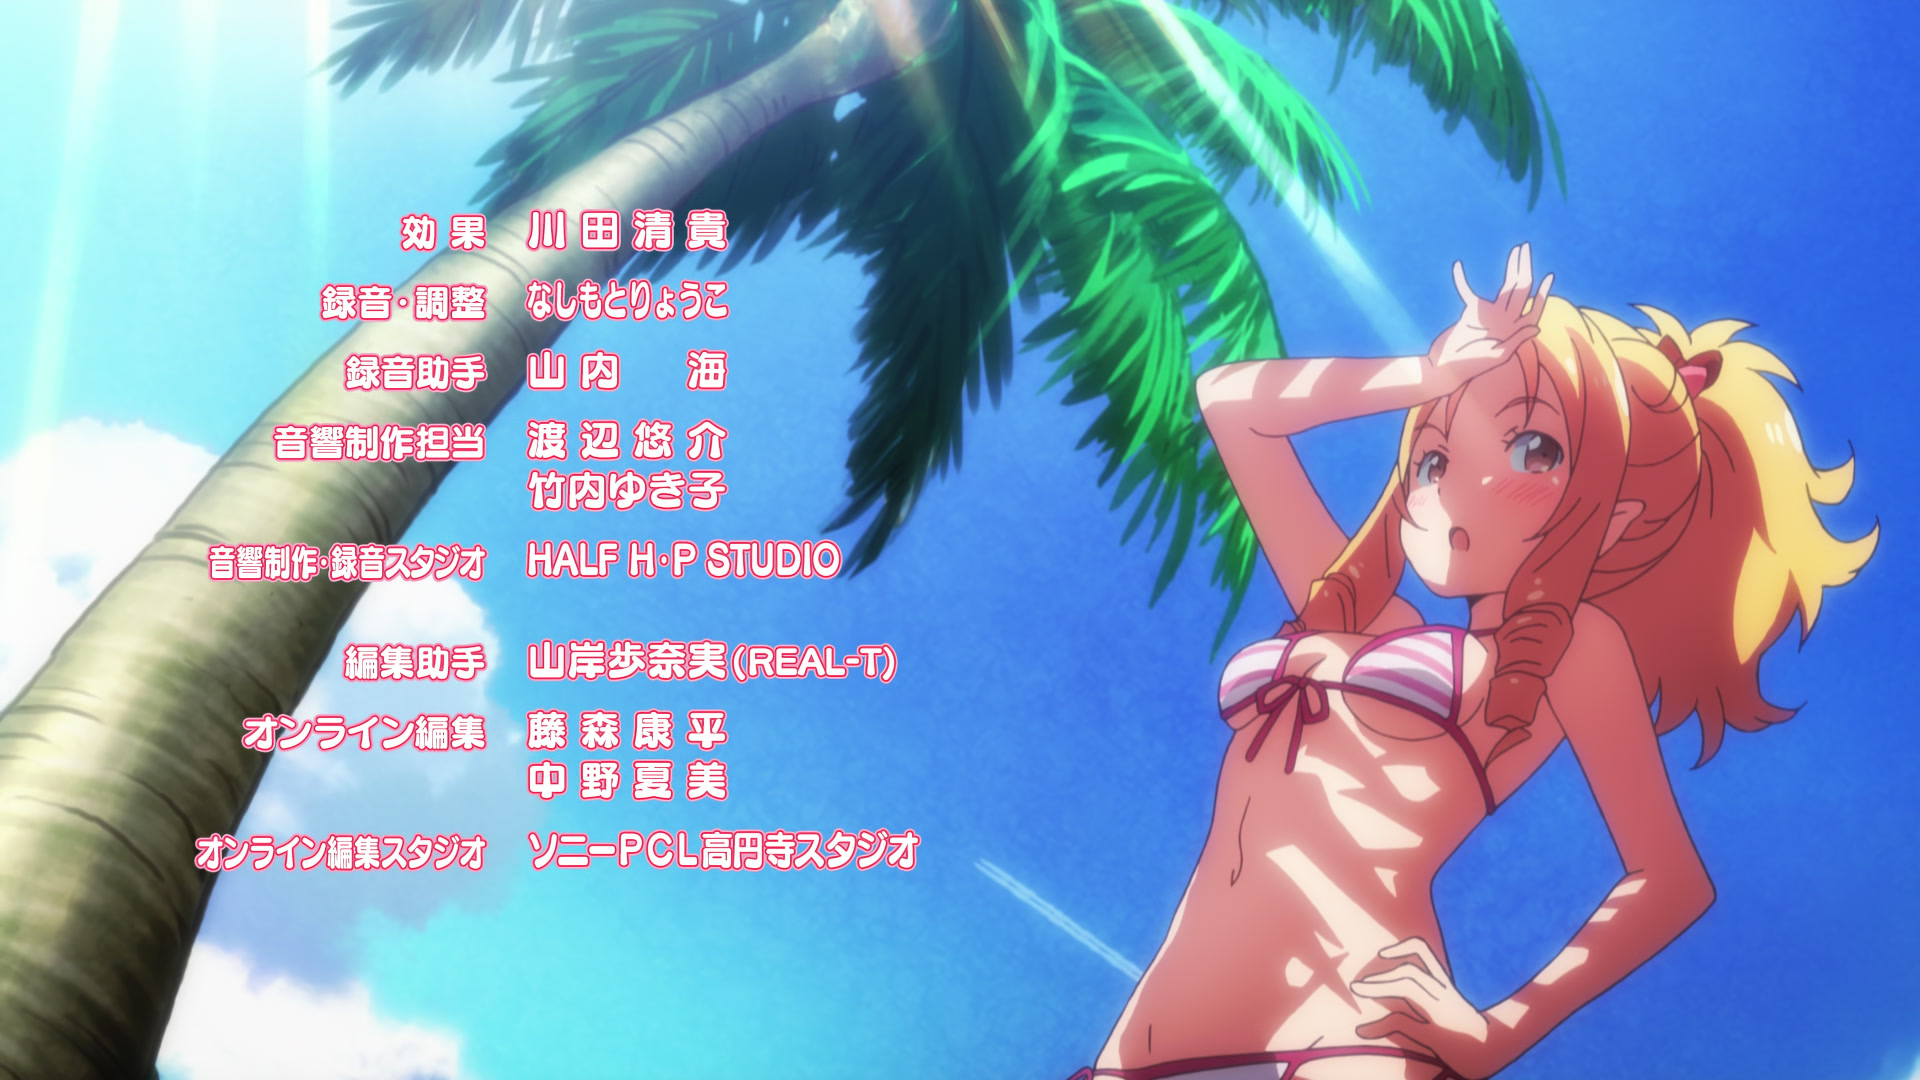 効果 川田清貴
録音・調整 なしもとりょうこ
録音助手 山内 海
音響制作担当 渡辺悠介
竹内ゆき子
音響制作・録音スタジオ HALF H・P STUDIO
編集助手 山岸歩奈実(REAL-T)
オンライン編集 藤森康平
中野夏美
オンライン編集スタジオ ソニーPCL高円寺スタジオ